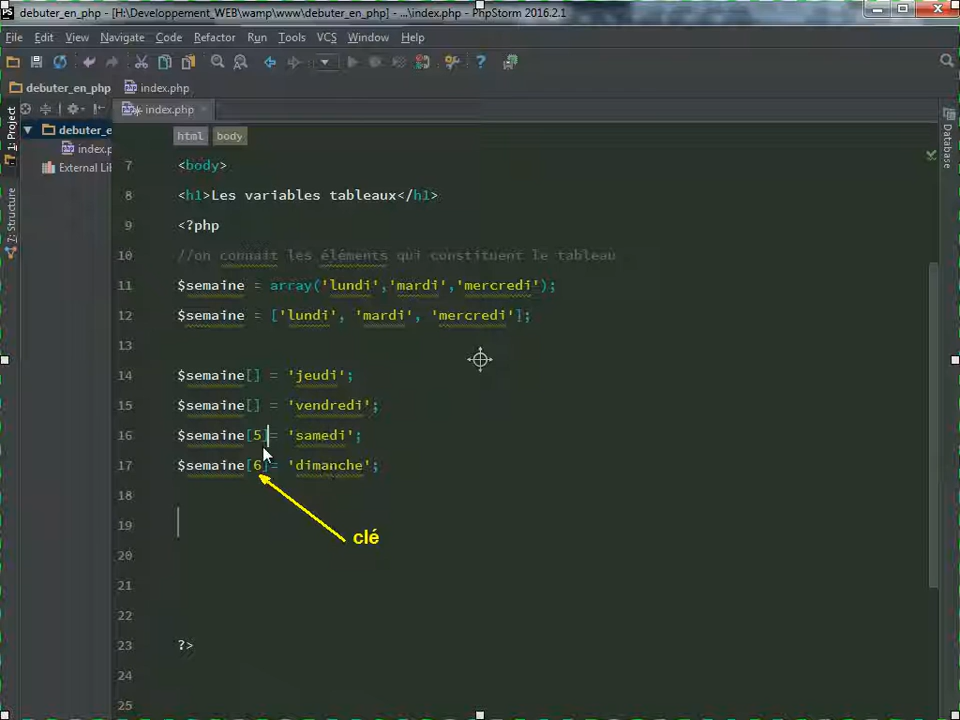 debuter_en_php - [H:\Developpement_WEB\wamp\www\debuter_en_php] - ...\index.php - PhpStorm 2016.2.1
File Edit View Navigate Code Refactor Run Tools VCS Window Help
debuter_en_php index.php
1: Project
7: Structure
debuter_e
index.p
External Lib
index.php
Database
html body
7 <body>
8 <h1>Les variables tableaux</h1>
9 <?php
10 //on connait les éléments qui constituent le tableau
11 $semaine = array('lundi','mardi','mercredi');
12 $semaine = ['lundi', 'mardi', 'mercredi'];
13
14 $semaine[] = 'jeudi';
15 $semaine[] = 'vendredi';
16 $semaine[5]= 'samedi';
17 $semaine[6]= 'dimanche';
18
19
clé
20
21
22
23 ?>
24
25